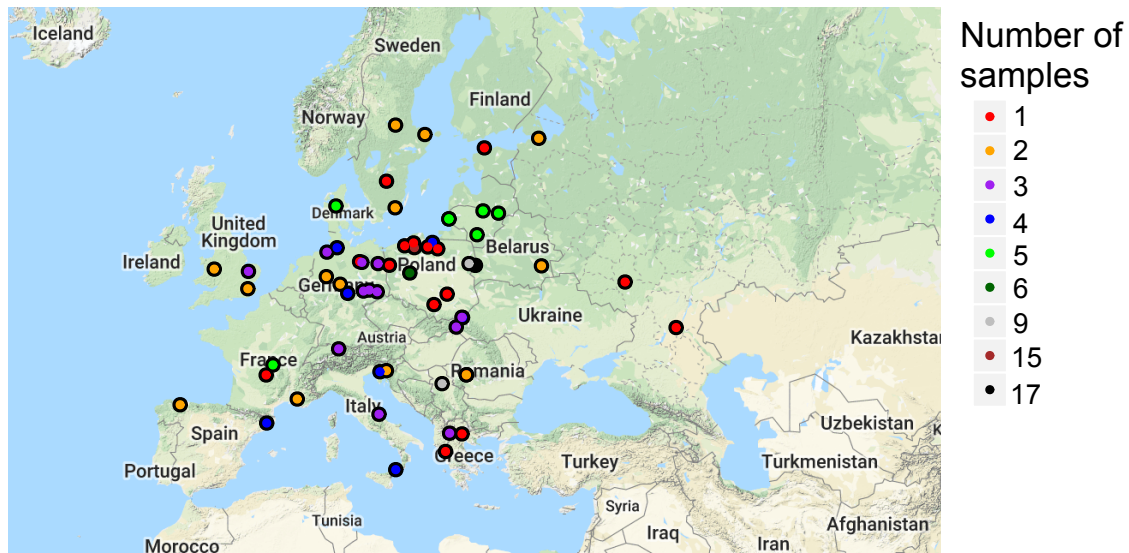 Iceland
Sweden
Finland
Norway
Denmark
United
Kingdom
Ireland
Belarus
Poland
Germany
Ukraine
Kazakhstan
Austria
France
Romania
Italy
Spain
Portugal
Greece
Turkey
Uzbekistan
Turkmenistan
K
Syria
Tunisia
Iraq
Iran
Afghanistan
Morocco
Number of
samples
1
2
3
4
5
6
9
15
17